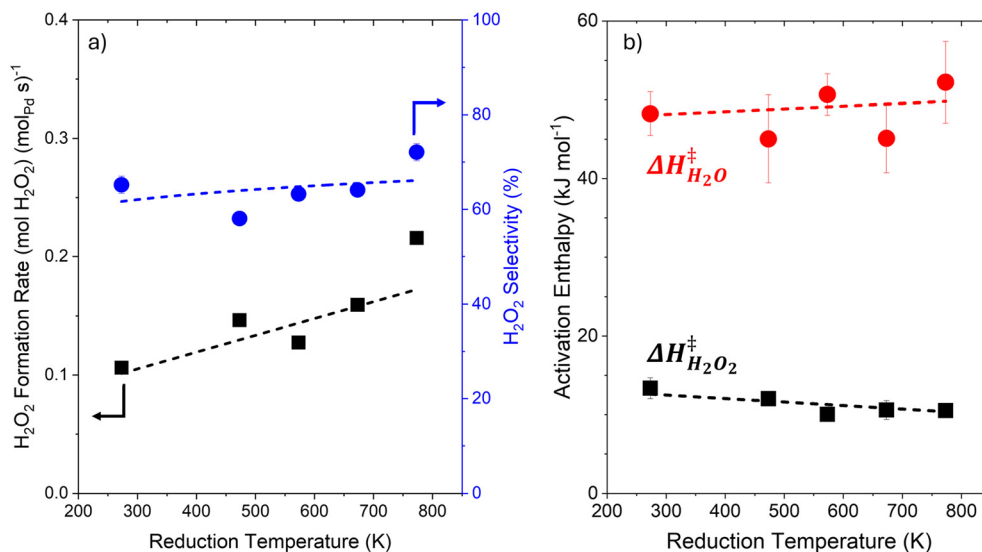 a)
H₂O₂ Formation Rate (mol H₂O₂) (mol_Pd s)⁻¹
0.4
0.3
0.2
0.1
0.0
100
80
60
40
20
0
H₂O₂ Selectivity (%)
200 300 400 500 600 700 800
Reduction Temperature (K)
b)
Activation Enthalpy (kJ mol⁻¹)
60
40
20
0
ΔH‡H₂O
ΔH‡H₂O₂
200 300 400 500 600 700 800
Reduction Temperature (K)